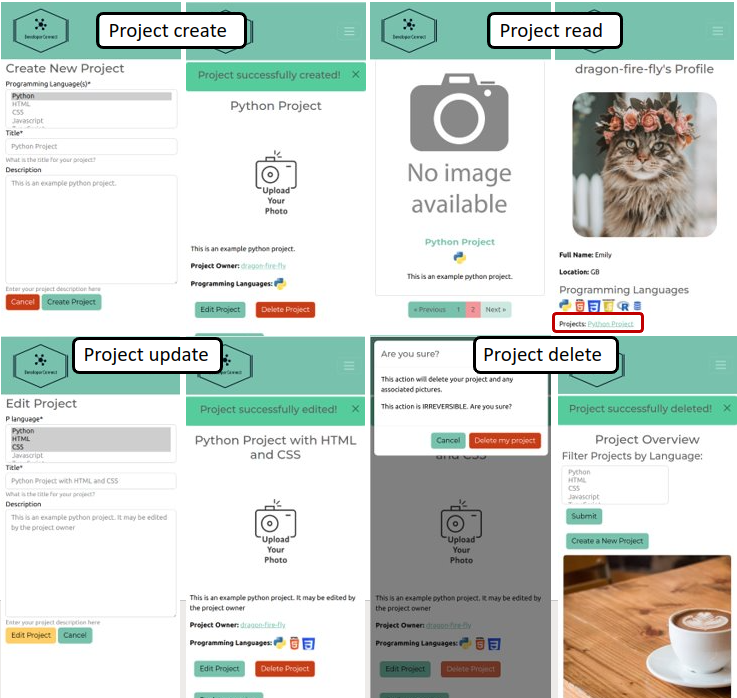 Project create
DeveloperConnect
Create New Project
Programming Language(s)*
Python
HTML
CSS
Javascript
Title*
Python Project
What is the title for your project?
Description
This is an example python project.
Enter your project description here
Cancel
Create Project
Project successfully created!
×
Python Project
Upload
Your
Photo
This is an example python project.
Project Owner: dragon-fire-fly
Programming Languages:
Edit Project
Delete Project
Project read
DeveloperConnect
No image
available
Python Project
This is an example python project.
« Previous
1
2
Next »
dragon-fire-fly's Profile
Full Name: Emily
Location: GB
Programming Languages
Projects: Python Project
Project update
DeveloperConnect
Edit Project
P language*
Python
HTML
CSS
Javascript
Title*
Python Project with HTML and CSS
What is the title for your project?
Description
This is an example python project. It may be edited
by the project owner
Enter your project description here
Edit Project
Cancel
Project successfully edited!
×
Python Project with HTML
and CSS
Upload
Your
Photo
This is an example python project. It may be edited by
the project owner
Project Owner: dragon-fire-fly
Programming Languages:
Edit Project
Delete Project
Project delete
Are you sure?
This action will delete your project and any
associated pictures.
This action is IRREVERSIBLE. Are you sure?
Cancel
Delete my project
and CSS
Upload
Your
Photo
This is an example python project. It may be edited by
the project owner
Project Owner: dragon-fire-fly
Programming Languages:
Edit Project
Delete Project
Project successfully deleted!
×
Project Overview
Filter Projects by Language:
Python
HTML
CSS
Javascript
Submit
Create a New Project